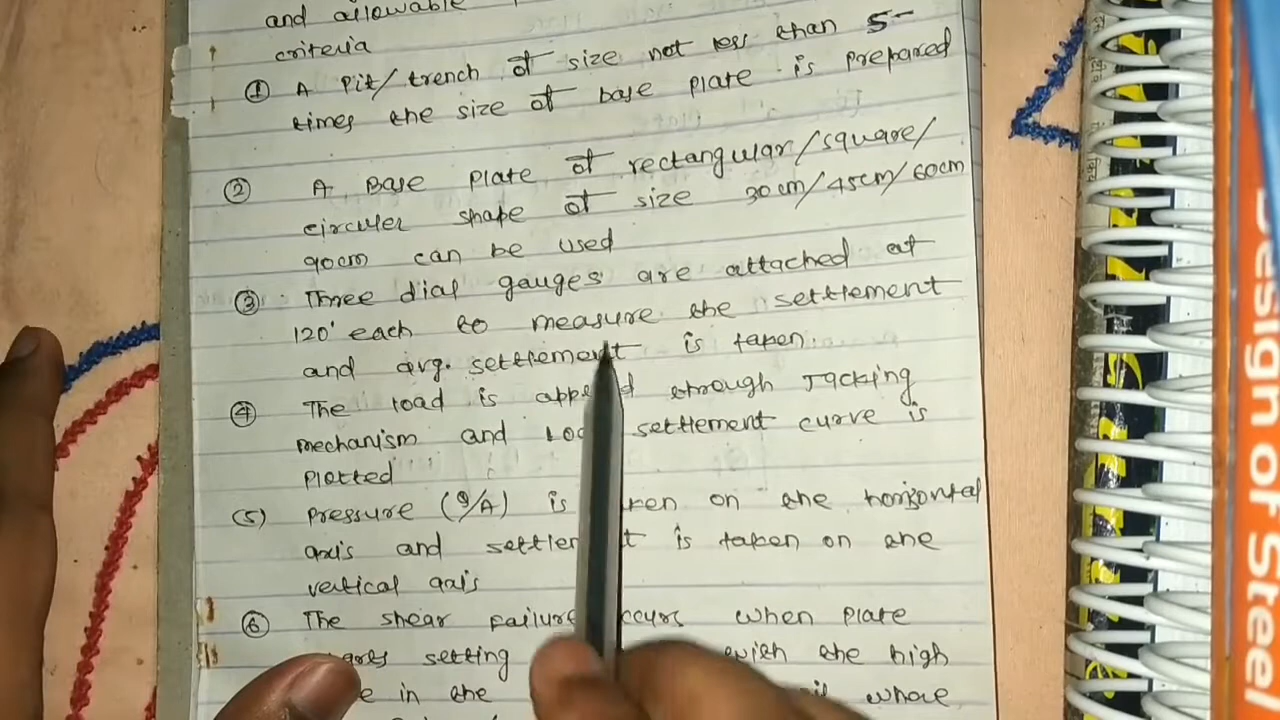 and allowable
criteria
① A Pit/trench of size not less than 5-
times the size of base plate is prepared
② A Base plate of rectangular/square/
circuler shape of size 30cm/45cm/60cm
90cm can be used
③ Three dial gauges are attached at
120° each to measure the settlement
and avg. settlement is taken.
④ The load is through Jacking
mechanism and settlement curve is
plotted
(5) Pressure (Q/A) is on the horizontal
axis and is taken on the
vertical axis
⑥ The shear failure when plate
setting with the high
in the where
Design of Steel